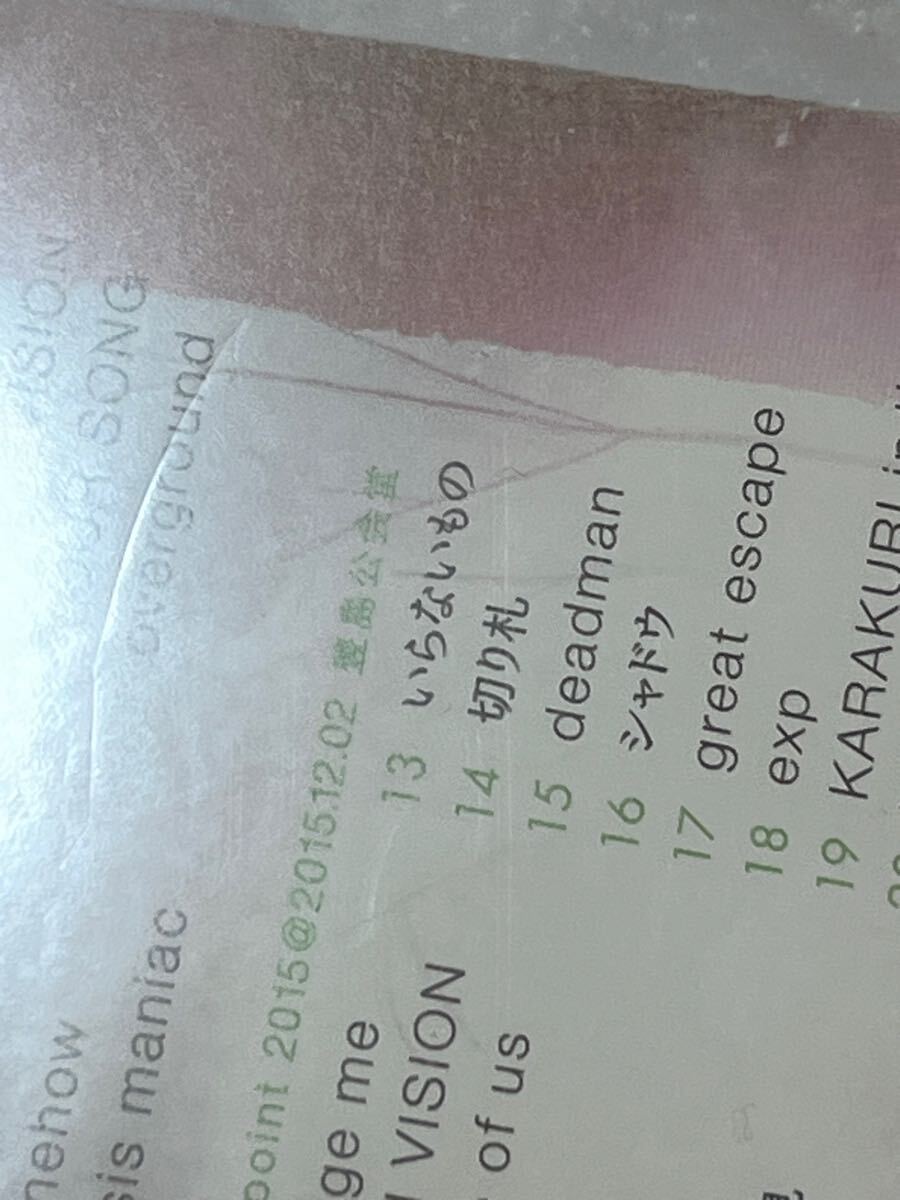 SION
SONG
overground
nehow
sis maniac
point 2015@2015.12.02 豊島公会堂
ge me
VISION
of us
13 いらないもの
14 切り札
15 deadman
16 シャドウ
17 great escape
18 exp
19 KARAKURI